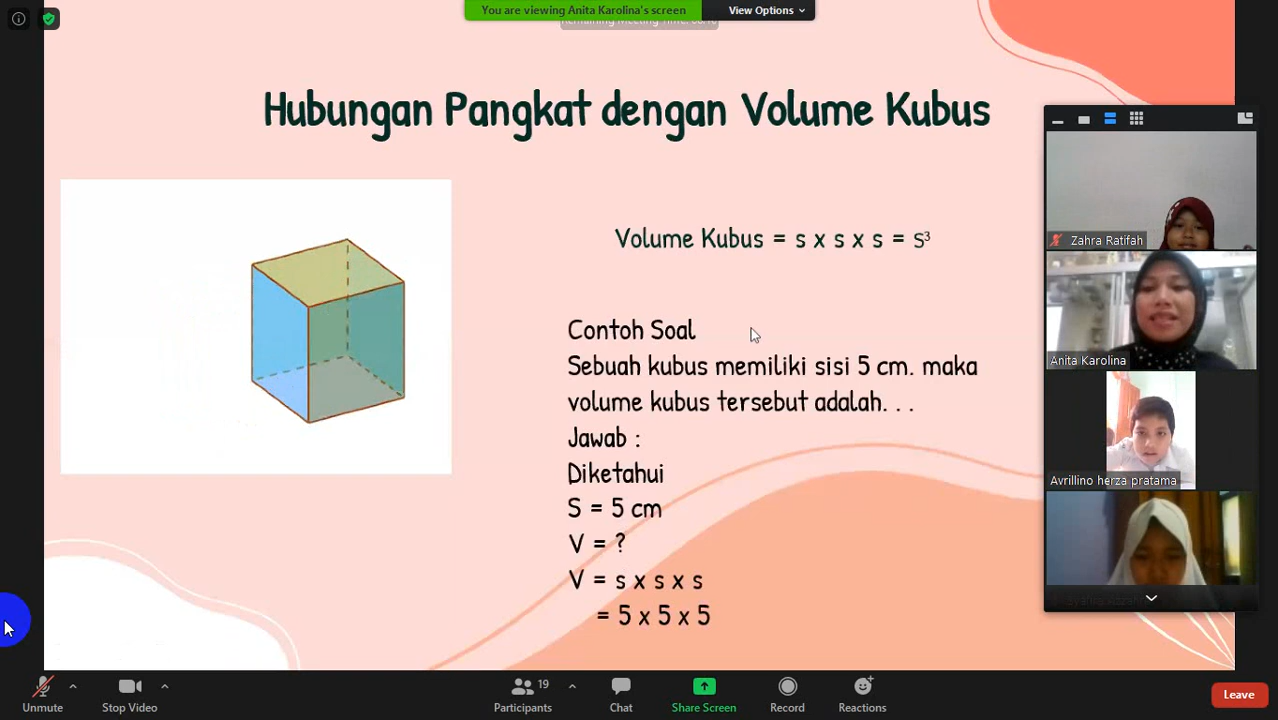 You are viewing Anita Karolina's screen
View Options
Hubungan Pangkat dengan Volume Kubus
Volume Kubus = s x s x s = s³
Contoh Soal
Sebuah kubus memiliki sisi 5 cm. maka
volume kubus tersebut adalah. . .
Jawab :
Diketahui
S = 5 cm
V = ?
V = s x s x s
= 5 x 5 x 5
Zahra Ratifah
Anita Karolina
Avrillino herza pratama
Unmute
Stop Video
Participants
19
Chat
Share Screen
Record
Reactions
Leave